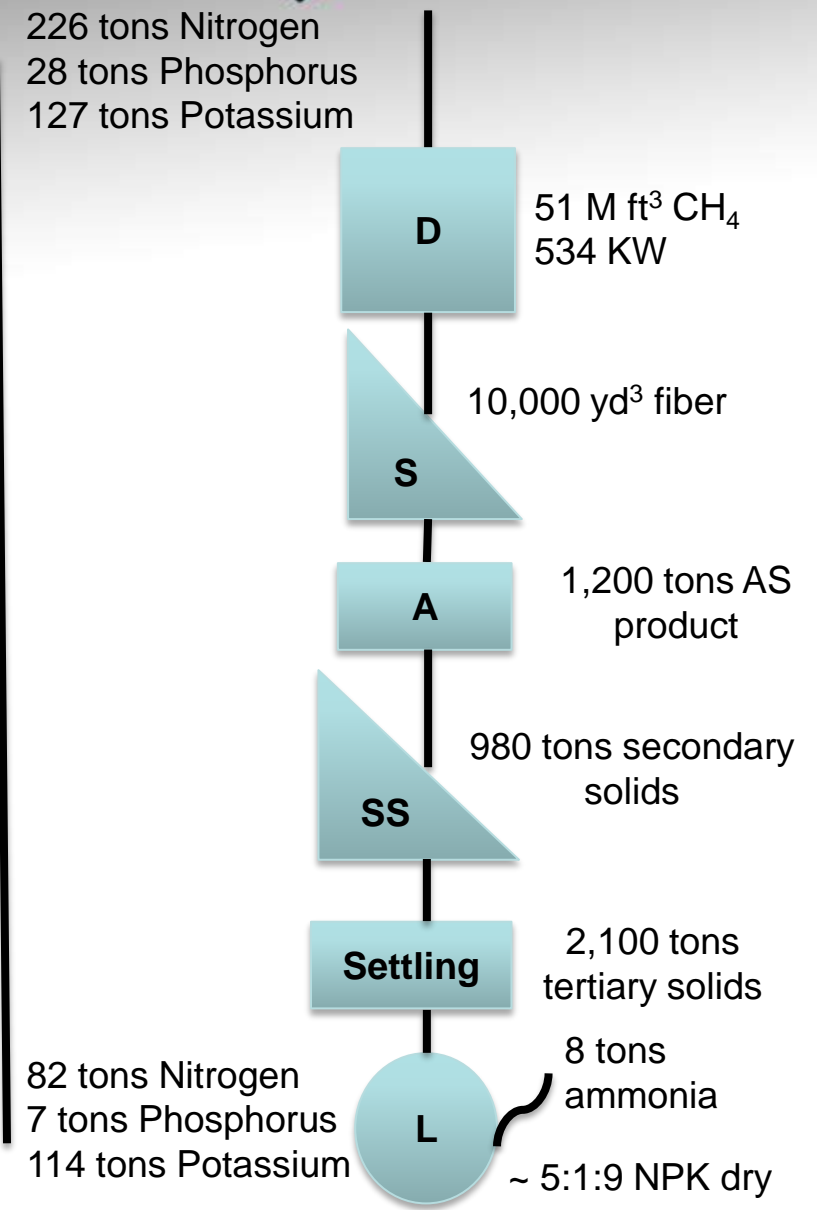 226 tons Nitrogen
28 tons Phosphorus
127 tons Potassium
D
51 M ft³ CH₄
534 KW
10,000 yd³ fiber
S
1,200 tons AS
product
A
980 tons secondary
solids
SS
Settling
2,100 tons
tertiary solids
8 tons
ammonia
82 tons Nitrogen
7 tons Phosphorus
114 tons Potassium
L
~ 5:1:9 NPK dry